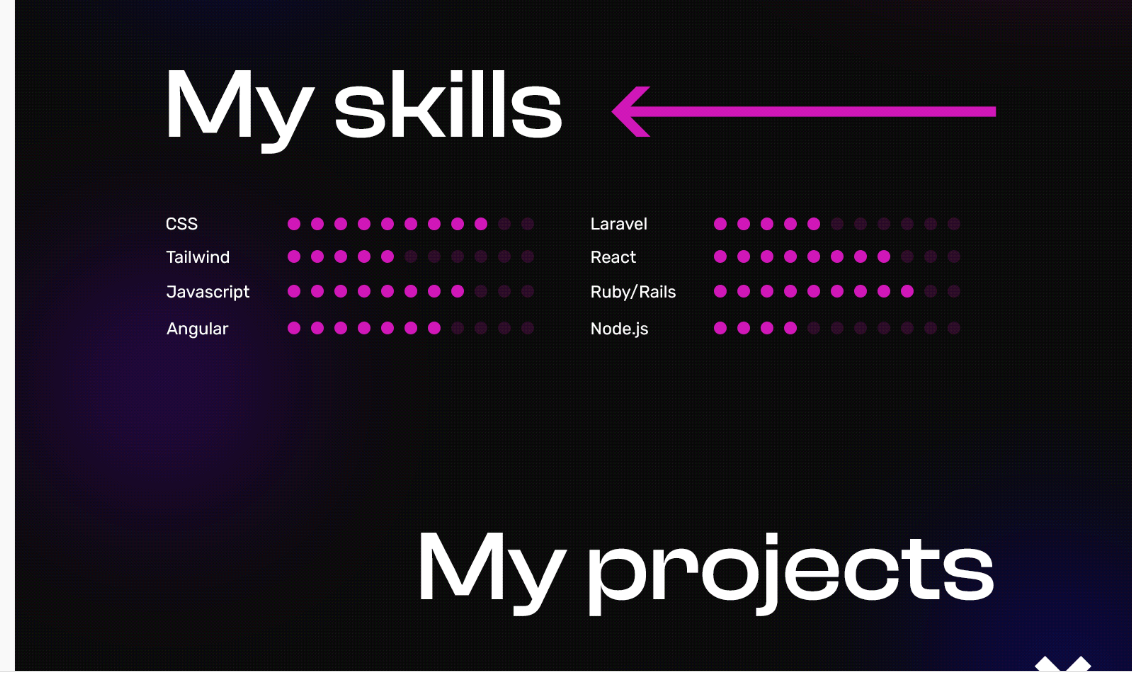 My skills
CSS
Tailwind
Javascript
Angular
Laravel
React
Ruby/Rails
Node.js
My projects